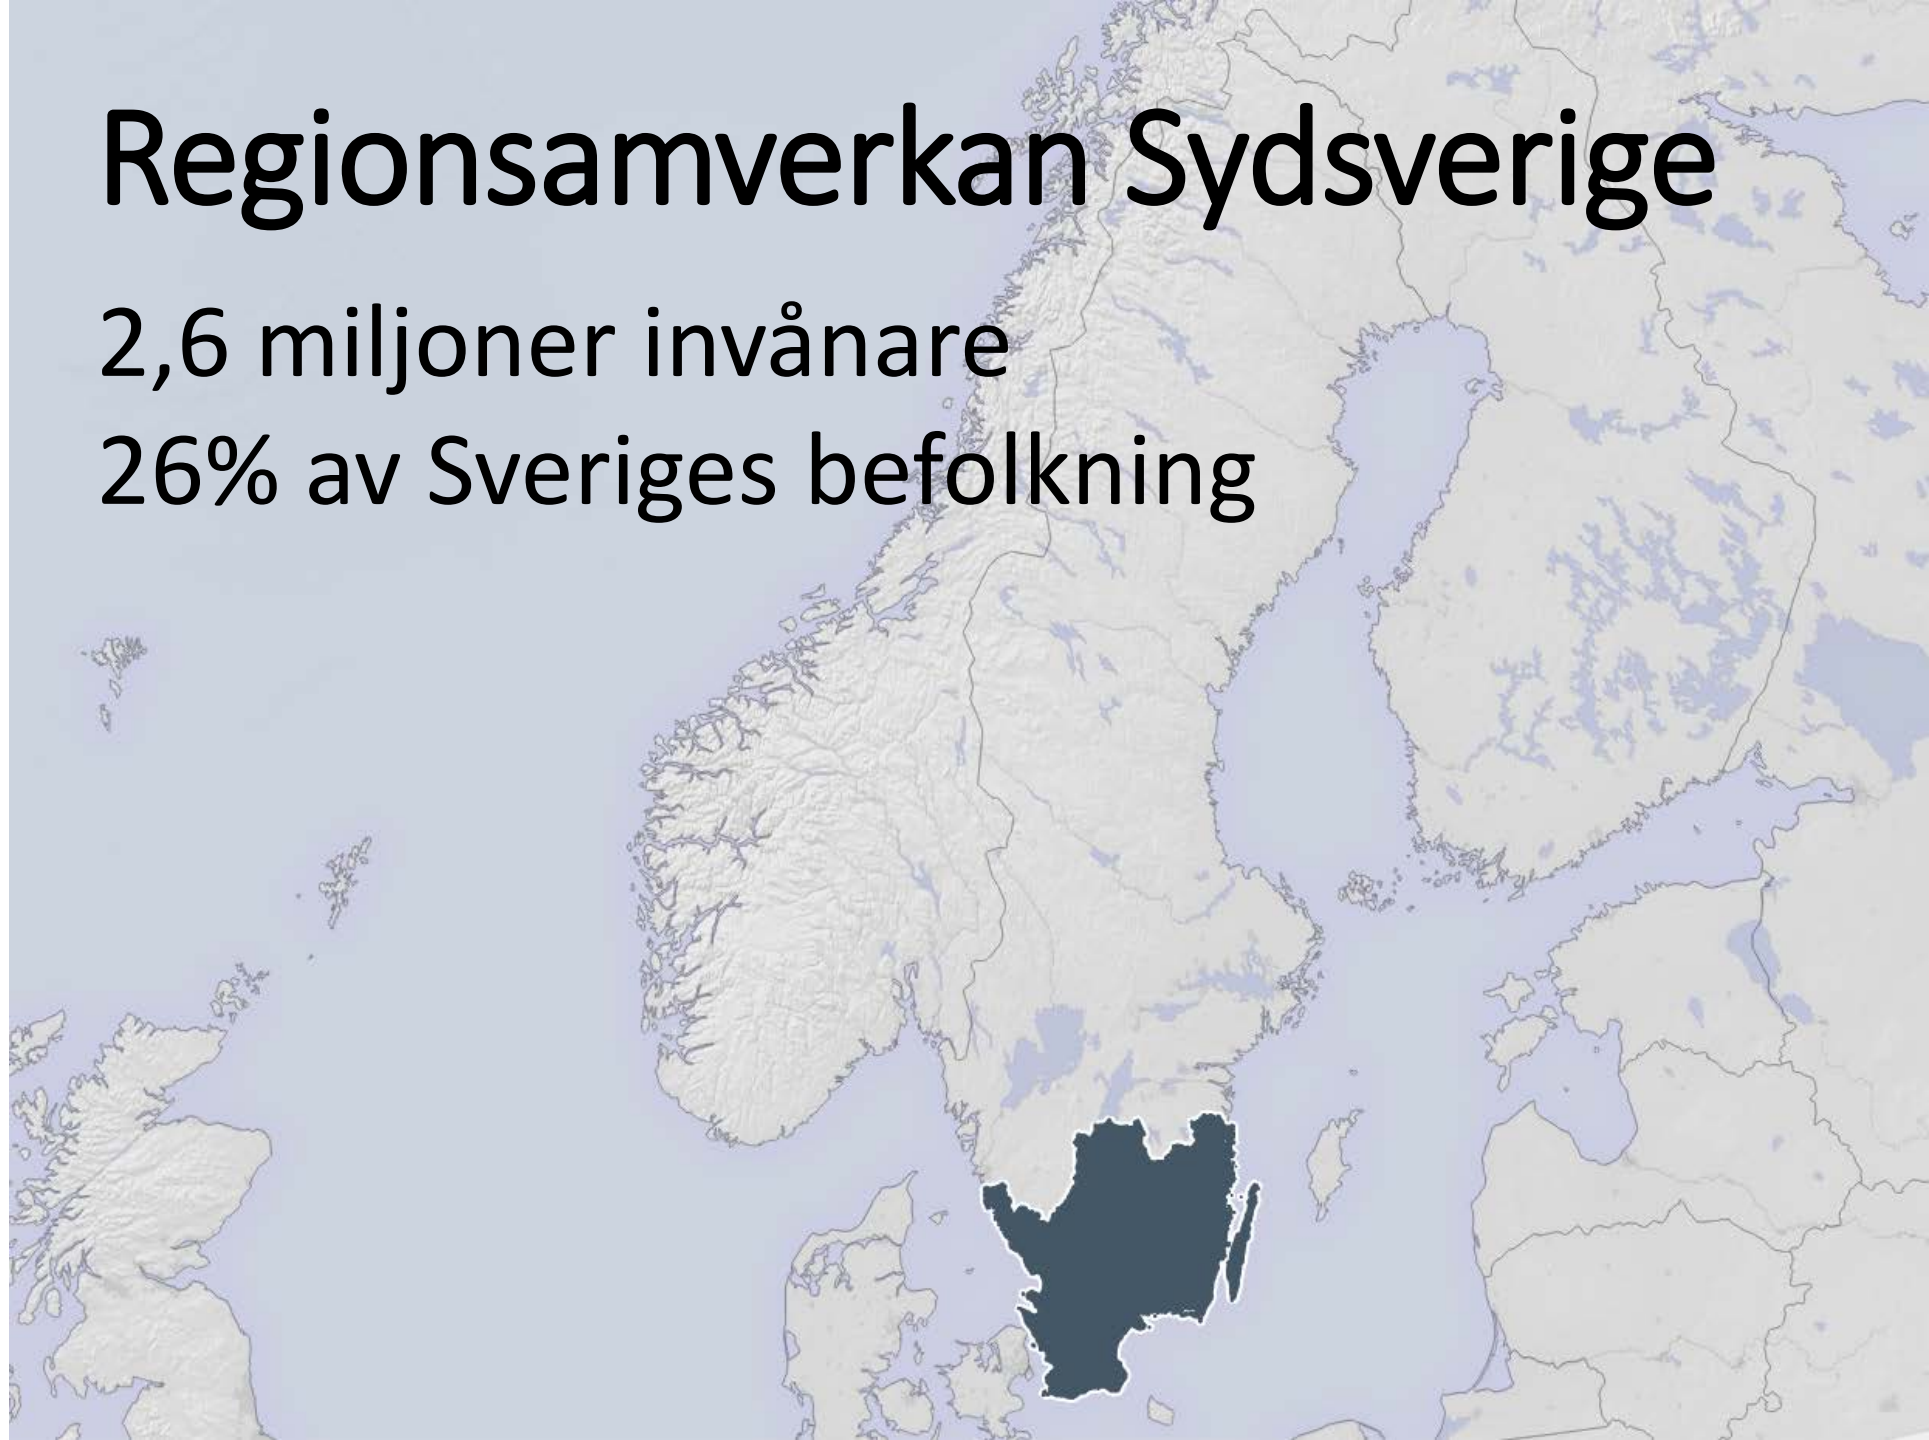 Regionsamverkan Sydsverige
2,6 miljoner invånare
26% av Sveriges befolkning